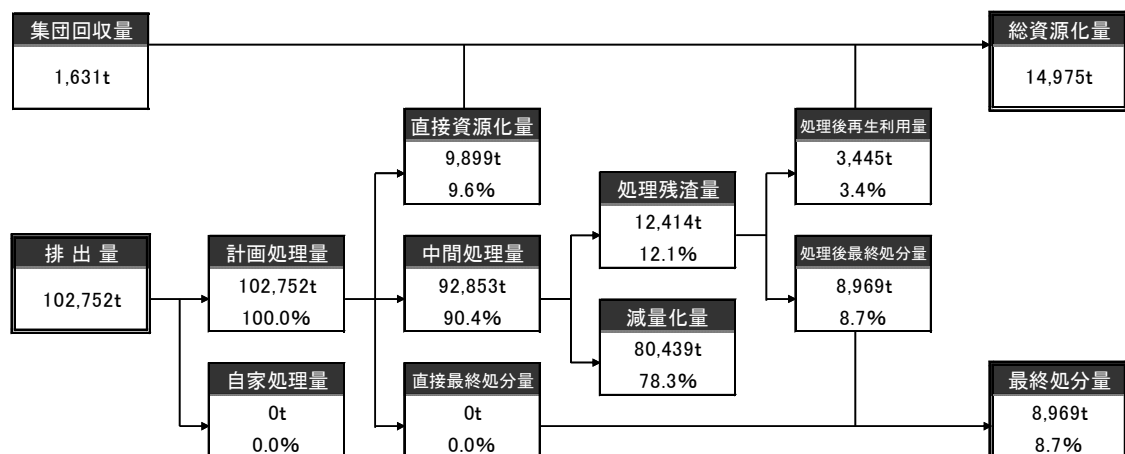 集団回収量
1,631t
総資源化量
14,975t
直接資源化量
9,899t
9.6%
処理後再生利用量
3,445t
3.4%
処理残渣量
12,414t
12.1%
排 出 量
102,752t
計画処理量
102,752t
100.0%
中間処理量
92,853t
90.4%
処理後最終処分量
8,969t
8.7%
減量化量
80,439t
78.3%
自家処理量
0t
0.0%
直接最終処分量
0t
0.0%
最終処分量
8,969t
8.7%